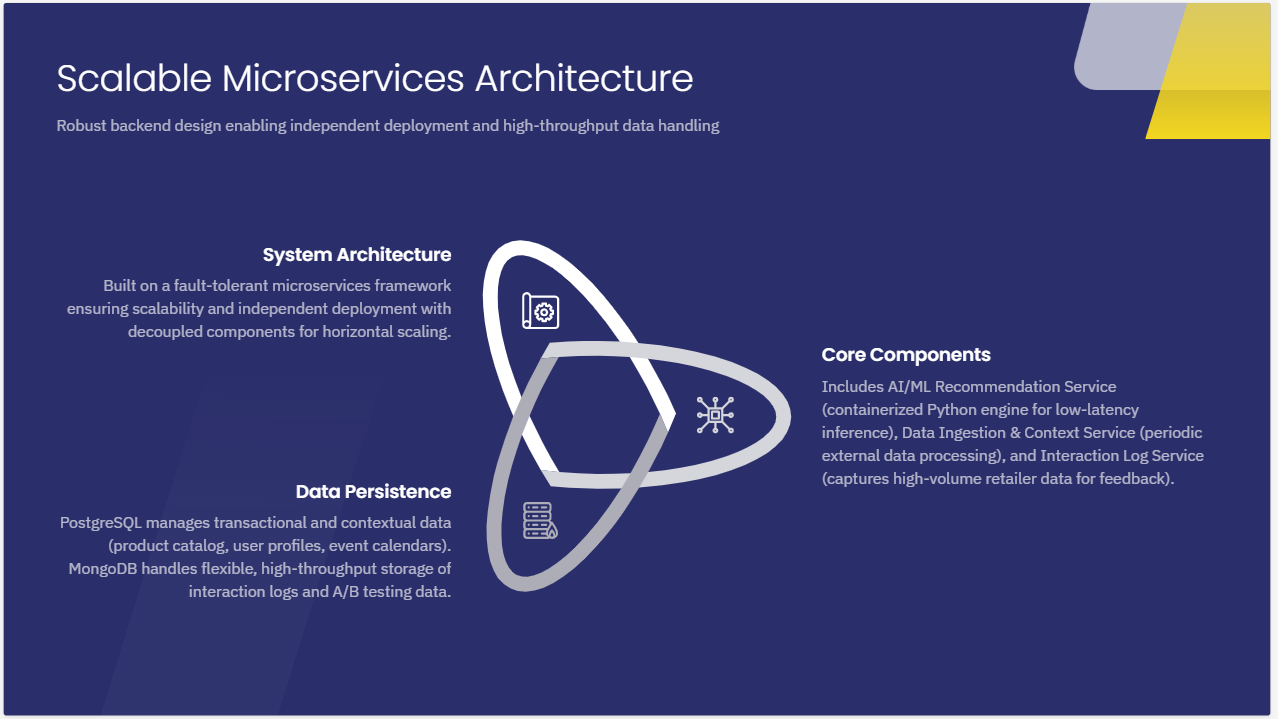 Scalable Microservices Architecture
Robust backend design enabling independent deployment and high-throughput data handling
System Architecture
Built on a fault-tolerant microservices framework
ensuring scalability and independent deployment with
decoupled components for horizontal scaling.
Core Components
Includes AI/ML Recommendation Service
(containerized Python engine for low-latency
inference), Data Ingestion & Context Service (periodic
external data processing), and Interaction Log Service
(captures high-volume retailer data for feedback).
Data Persistence
PostgreSQL manages transactional and contextual data
(product catalog, user profiles, event calendars).
MongoDB handles flexible, high-throughput storage of
interaction logs and A/B testing data.